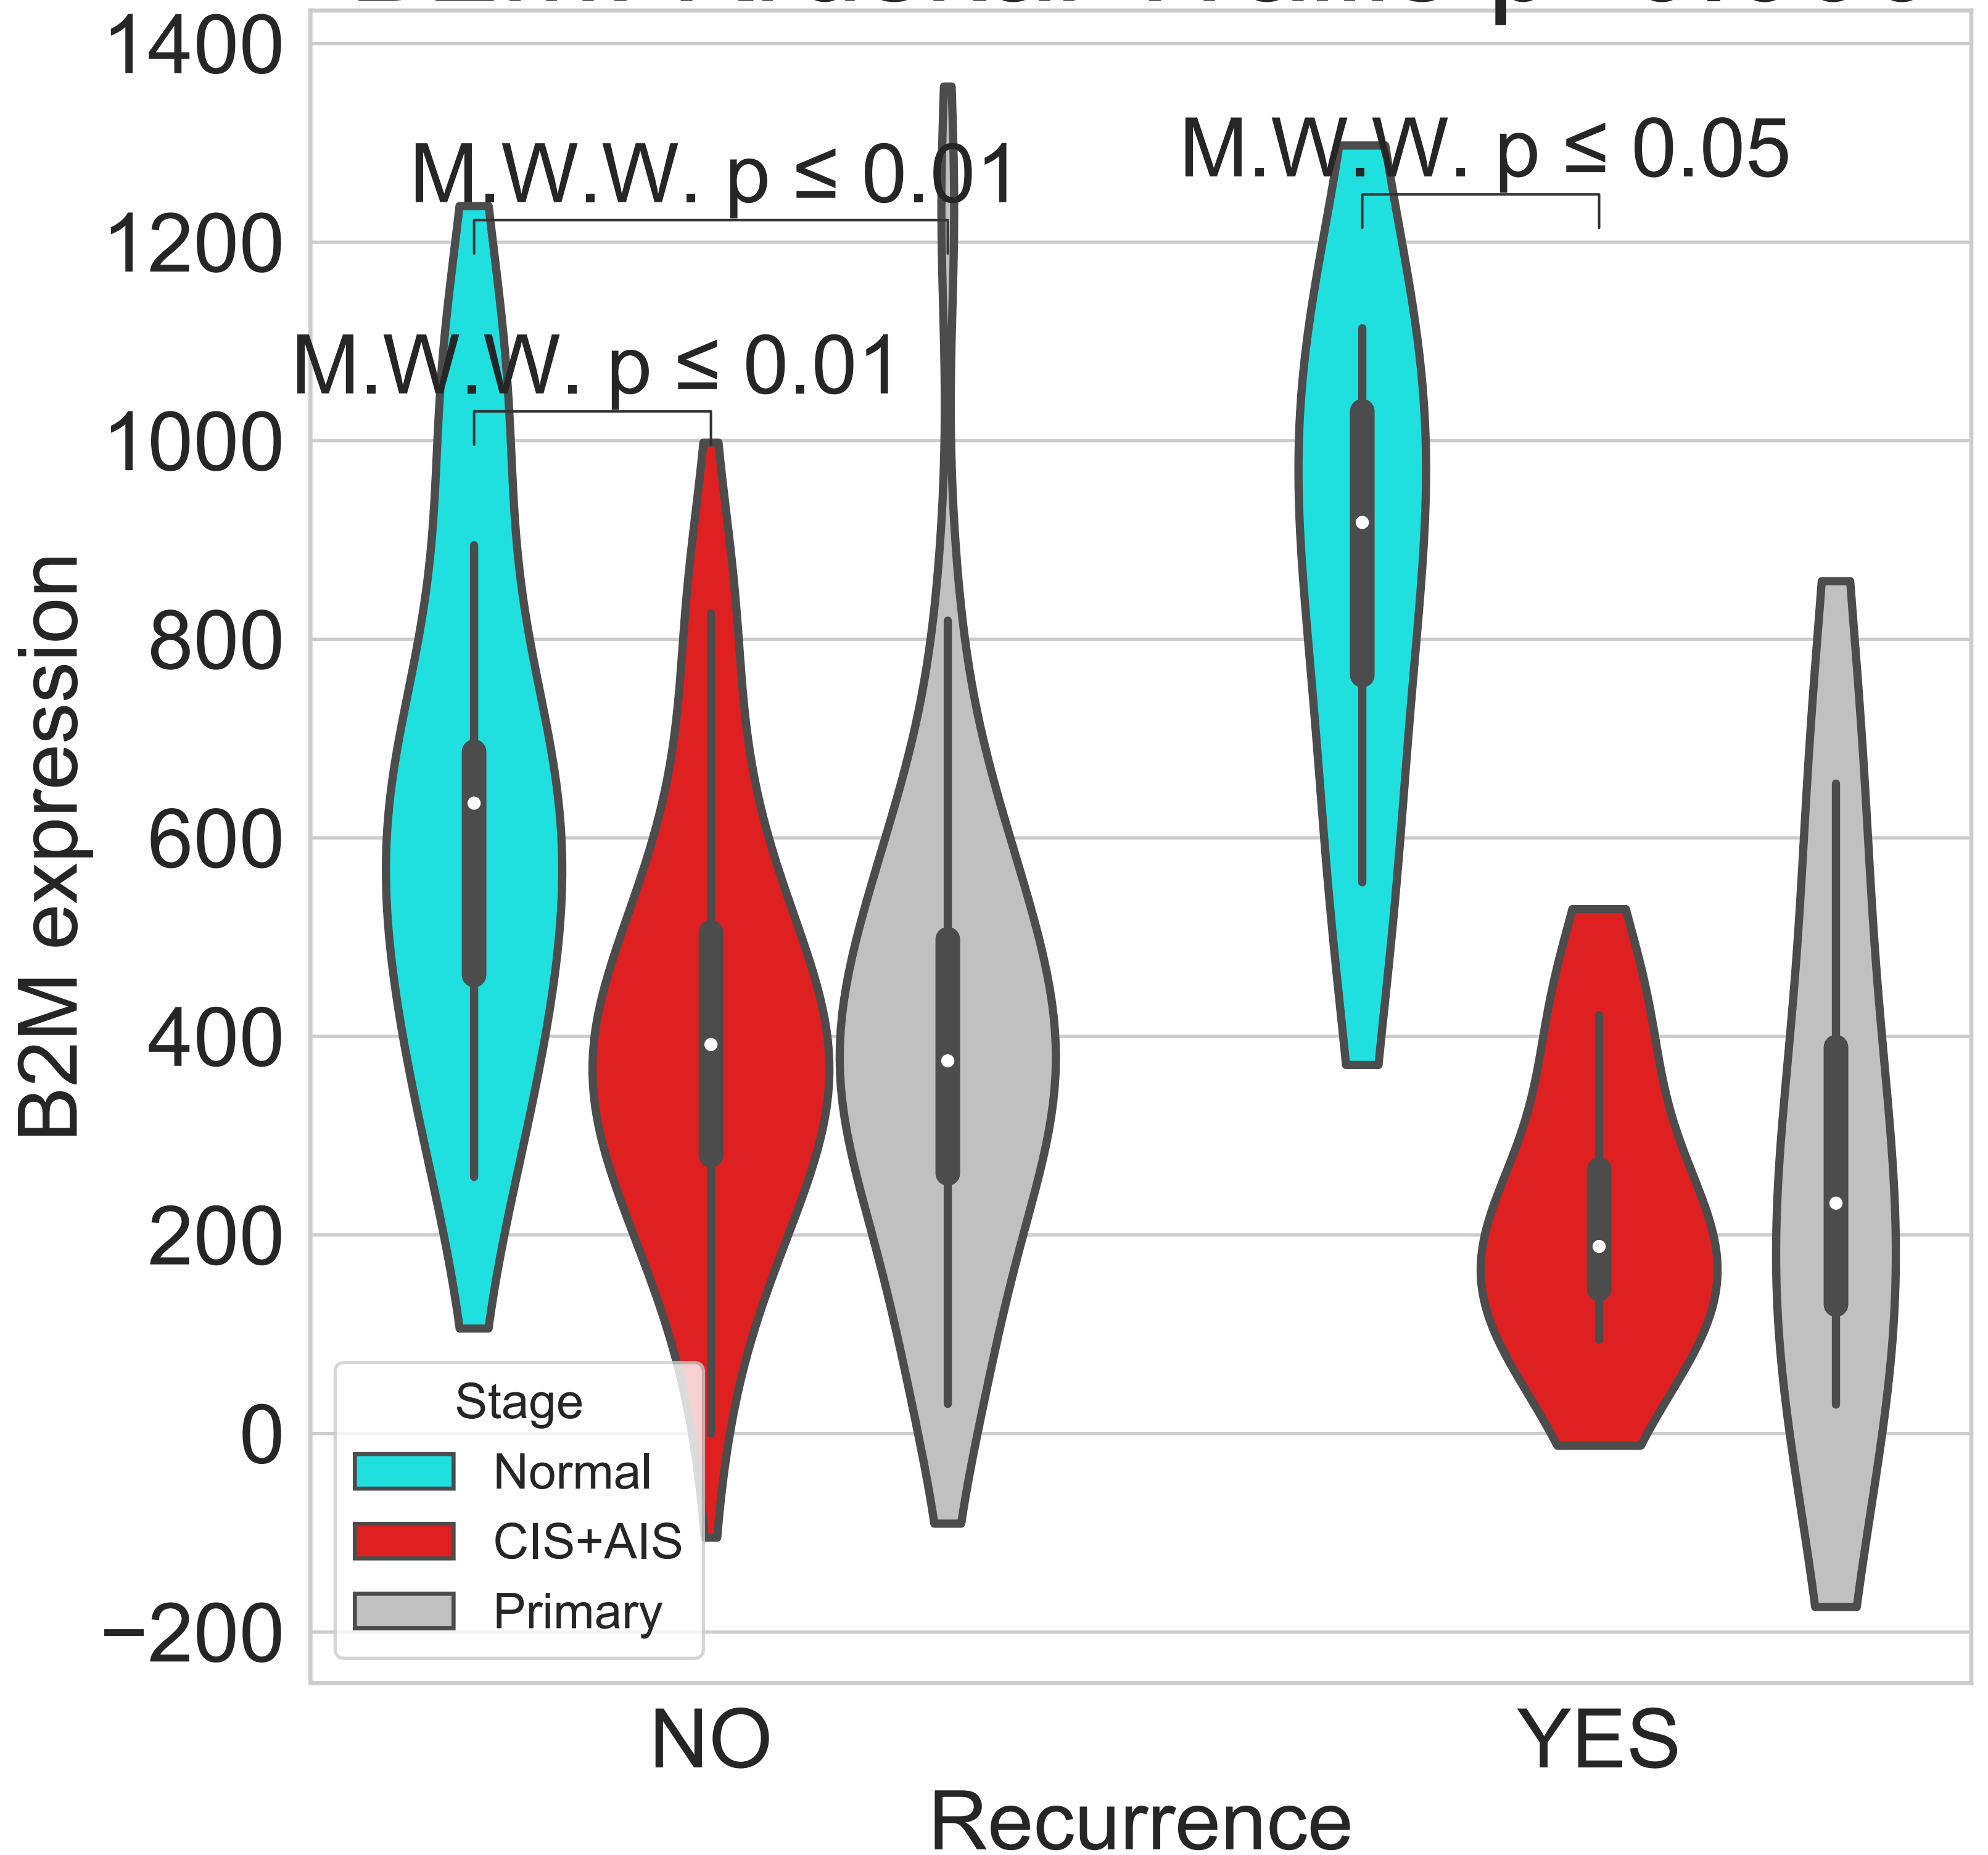 1400
1200
1000
800
600
400
200
0
−200
B2M expression
M.W.W. p ≤ 0.01
M.W.W. p ≤ 0.05
M.W.W. p ≤ 0.01
Stage
Normal
CIS+AIS
Primary
NO
YES
Recurrence